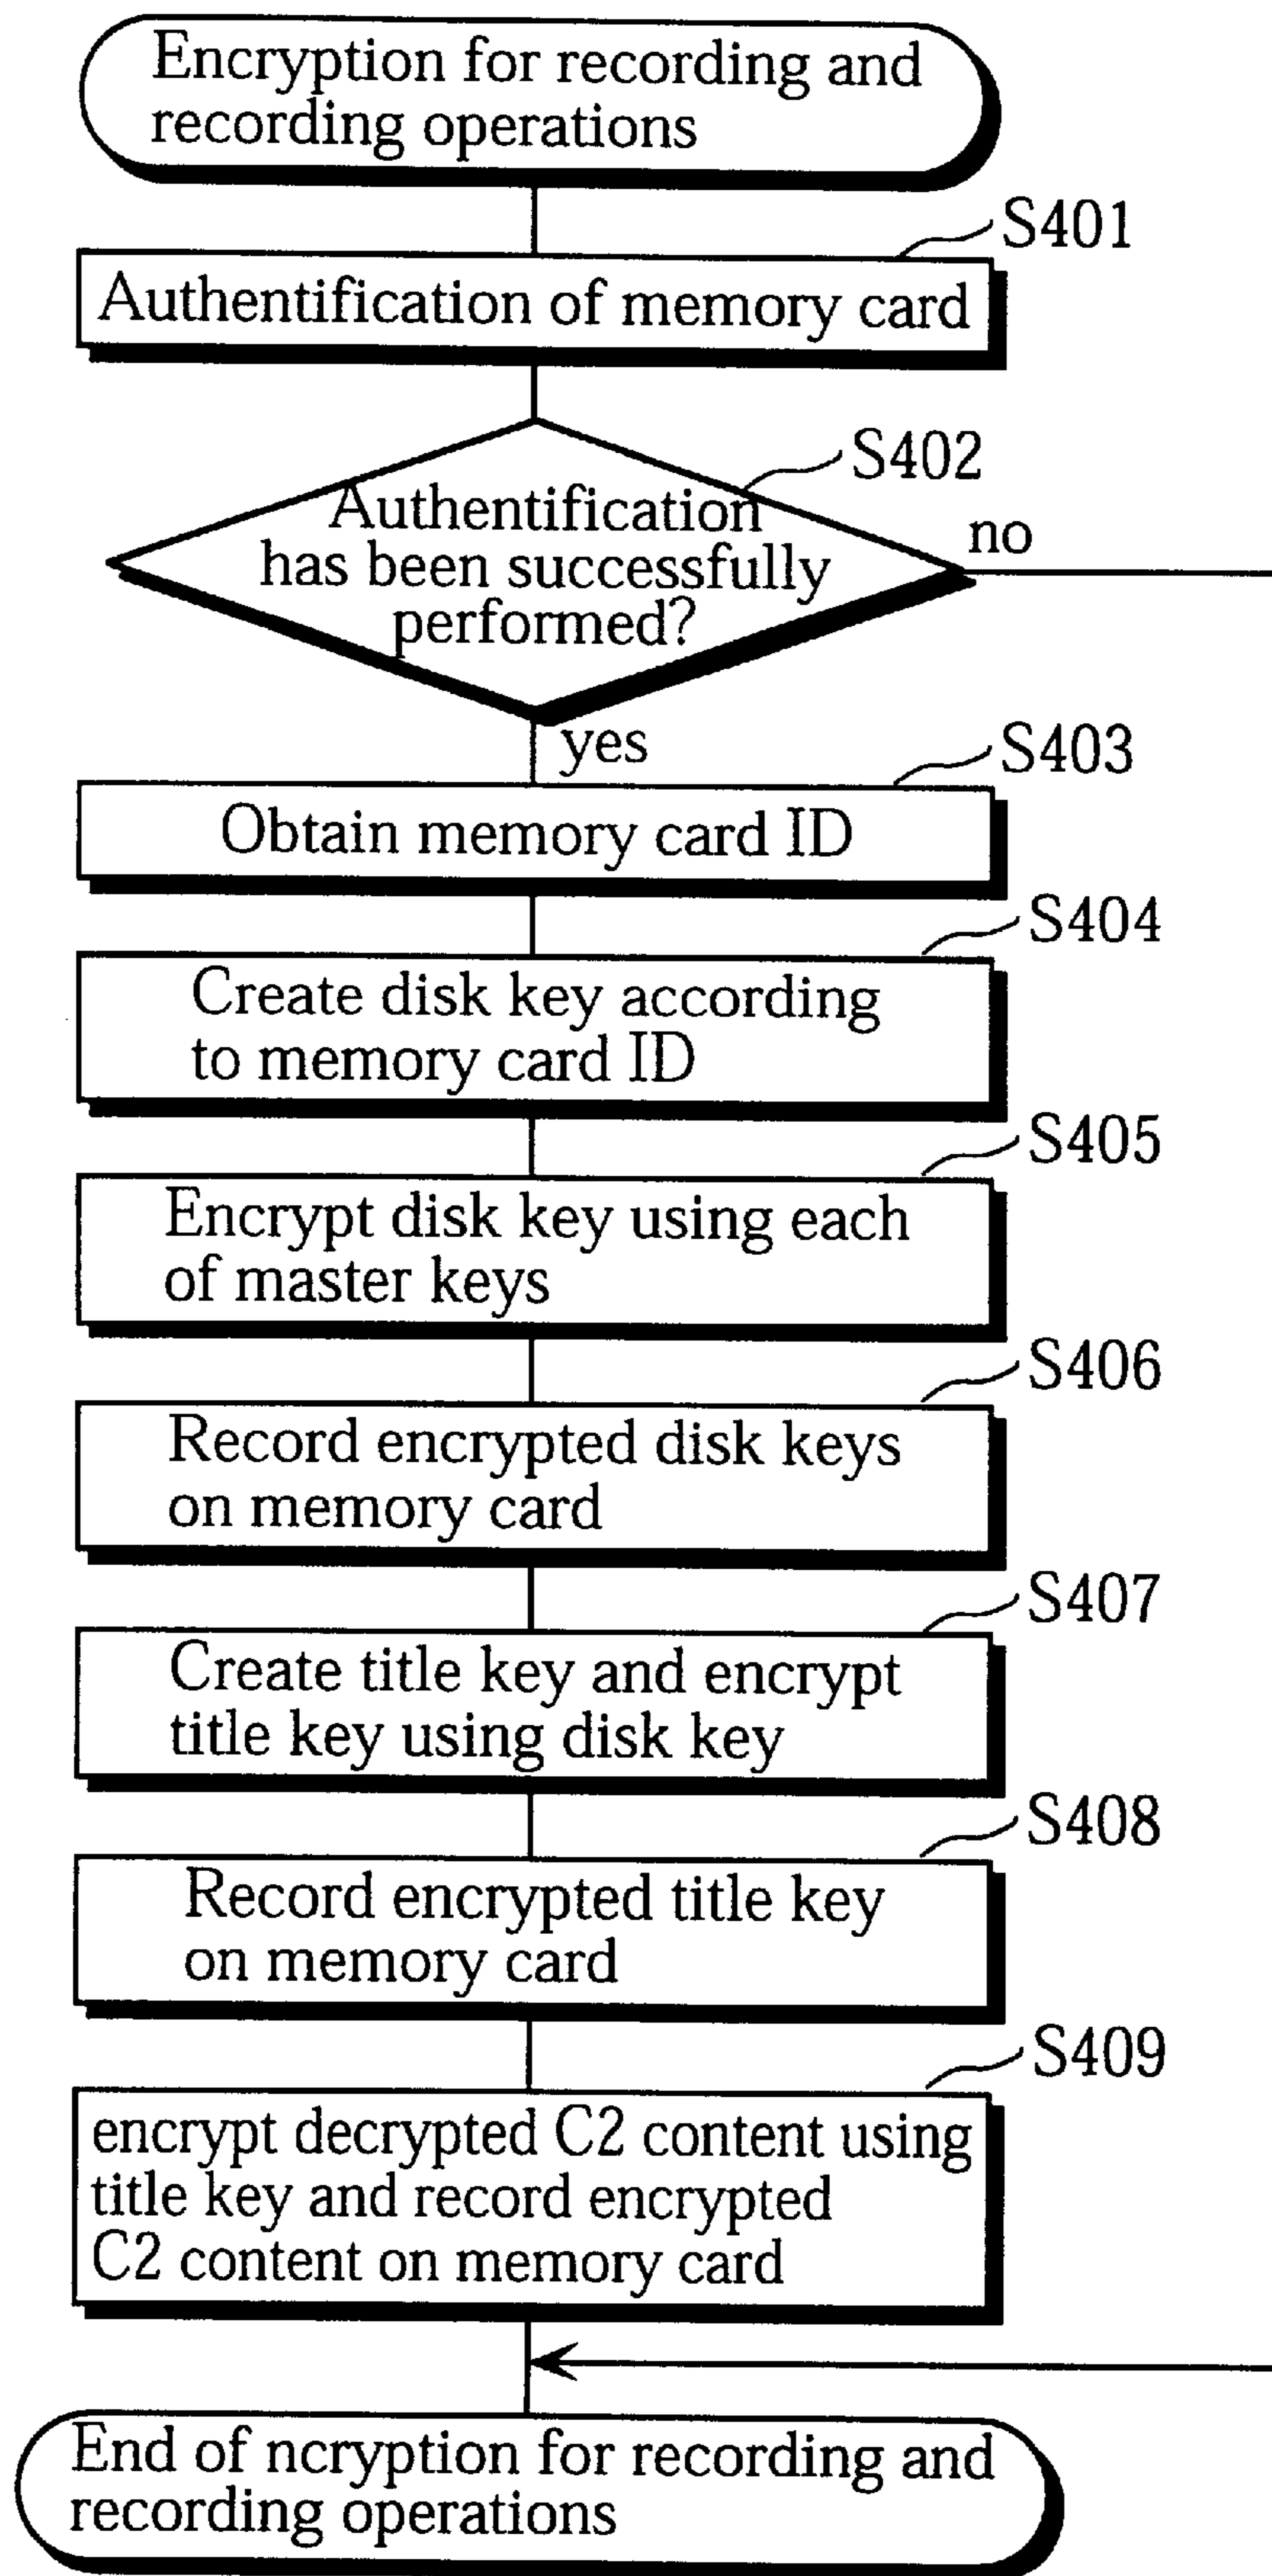 Encryption for recording and
recording operations
S401
Authentification of memory card
S402
Authentification
has been successfully
performed?
no
yes
S403
Obtain memory card ID
S404
Create disk key according
to memory card ID
S405
Encrypt disk key using each
of master keys
S406
Record encrypted disk keys
on memory card
S407
Create title key and encrypt
title key using disk key
S408
Record encrypted title key
on memory card
S409
encrypt decrypted C2 content using
title key and record encrypted
C2 content on memory card
End of ncryption for recording and
recording operations